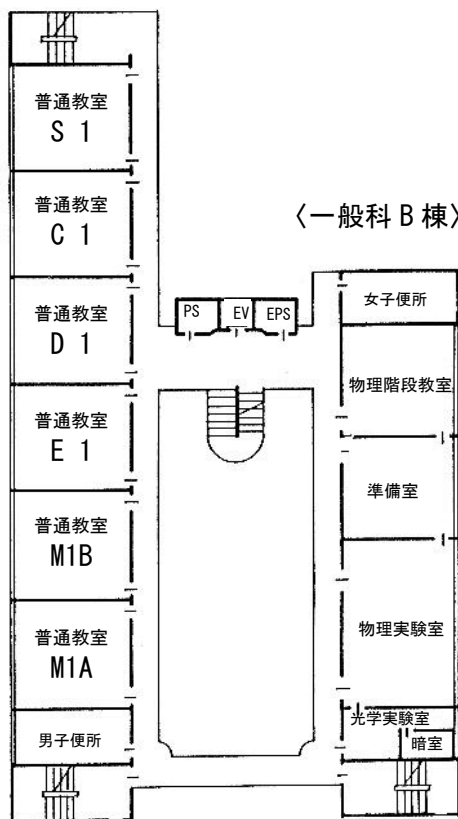 普通教室
S 1
普通教室
C 1
〈一般科 B 棟〉
普通教室
D 1
PS
EV
EPS
女子便所
普通教室
E 1
物理階段教室
準備室
普通教室
M1B
普通教室
M1A
物理実験室
光学実験室
暗室
男子便所